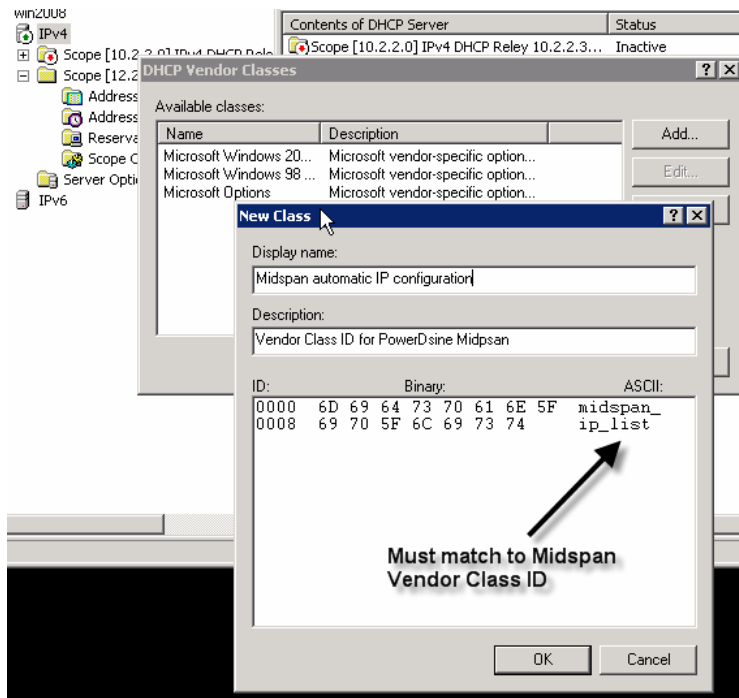 win2008
IPv4
Scope [10.2.2.0] IPv4 DHCP Rele
Scope [12.2
Address
Address
Reserva
Scope C
Server Opti
IPv6
Contents of DHCP Server Status
Scope [10.2.2.0] IPv4 DHCP Reley 10.2.2.3... Inactive
DHCP Vendor Classes
Available classes:
Name Description
Microsoft Windows 20... Microsoft vendor-specific option...
Microsoft Windows 98 ... Microsoft vendor-specific option...
Microsoft Options Microsoft vendor-specific option...
Add...
Edit...
New Class
Display name:
Midspan automatic IP configuration
Description:
Vendor Class ID for PowerDsine Midpsan
ID: Binary: ASCII:
0000 6D 69 64 73 70 61 6E 5F midspan_
0008 69 70 5F 6C 69 73 74 ip_list
Must match to Midspan
Vendor Class ID
OK Cancel